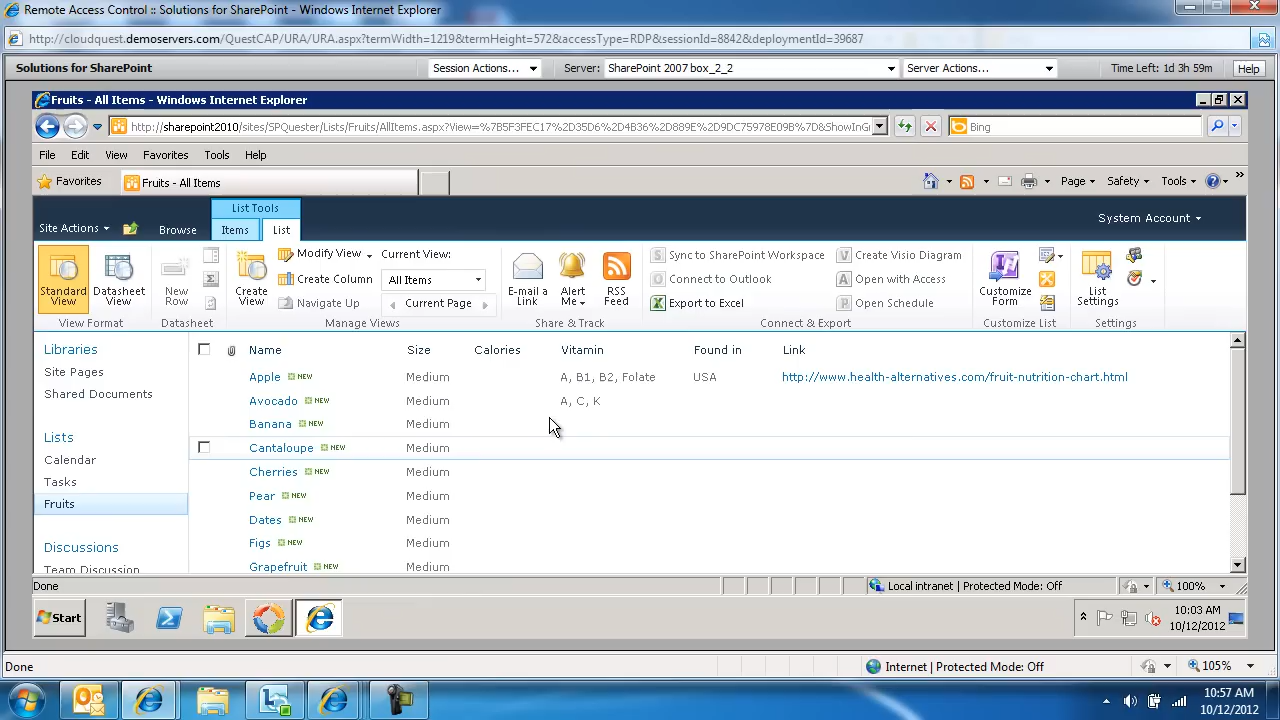 Remote Access Control :: Solutions for SharePoint - Windows Internet Explorer
http://cloudquest.demoservers.com/QuestCAP/URA/URA.aspx?termWidth=1219&termHeight=572&accessType=RDP&sessionId=8842&deploymentId=39687
Solutions for SharePoint
Session Actions...
Server:
SharePoint 2007 box_2_2
Server Actions...
Time Left: 1d 3h 59m
Help
Fruits - All Items - Windows Internet Explorer
http://sharepoint2010/sites/SPQuester/Lists/Fruits/AllItems.aspx?View=%7B5F3FEC17%2D35D6%2D4B36%2D889E%2D9DC75978E09B%7D&ShowInGr
Bing
File Edit View Favorites Tools Help
Favorites
Fruits - All Items
Page Safety Tools
List Tools
Site Actions Browse Items List
System Account
Standard View
Datasheet View
New Row
Create View
Modify View
Create Column
Navigate Up
Current View:
All Items
Current Page
E-mail a Link
Alert Me
RSS Feed
Sync to SharePoint Workspace
Connect to Outlook
Export to Excel
Create Visio Diagram
Open with Access
Open Schedule
Customize Form
List Settings
View Format Datasheet Manage Views Share & Track Connect & Export Customize List Settings
Libraries
Site Pages
Shared Documents
Lists
Calendar
Tasks
Fruits
Discussions
Team Discussion
Name Size Calories Vitamin Found in Link
Apple NEW Medium A, B1, B2, Folate USA http://www.health-alternatives.com/fruit-nutrition-chart.html
Avocado NEW Medium A, C, K
Banana NEW Medium
Cantaloupe NEW Medium
Cherries NEW Medium
Pear NEW Medium
Dates NEW Medium
Figs NEW Medium
Grapefruit NEW Medium
Done
Local intranet | Protected Mode: Off
100%
Start
10:03 AM
10/12/2012
Done
Internet | Protected Mode: Off
105%
10:57 AM
10/12/2012